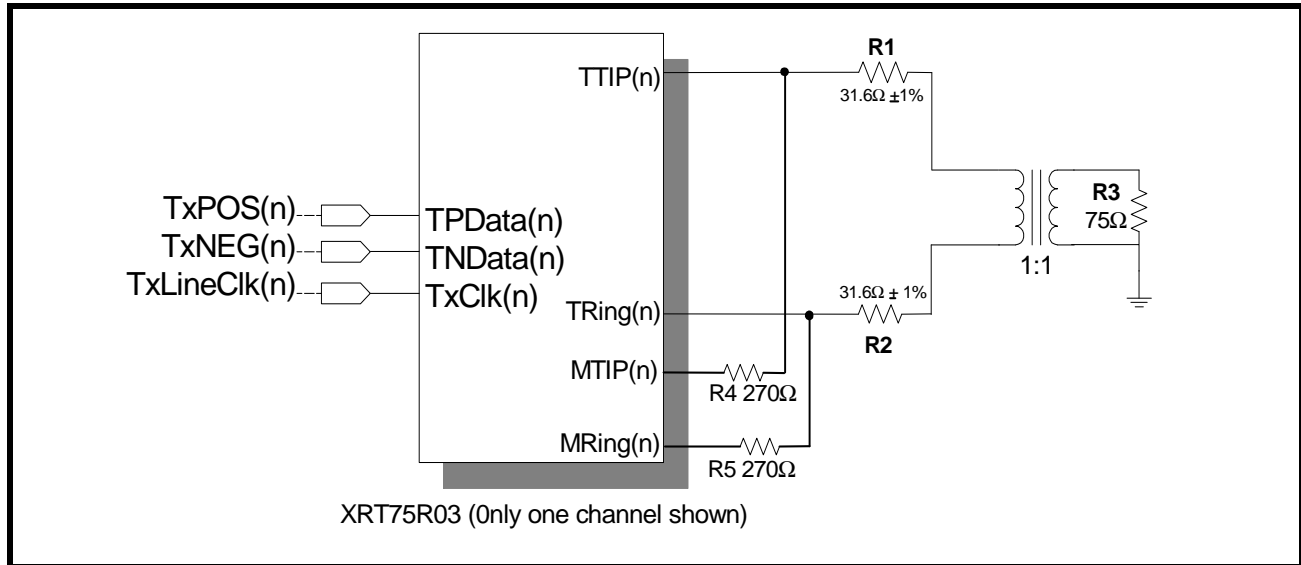 R1
TTIP(n)
31.6Ω ±1%
R3
75Ω
TxPOS(n)
TPData(n)
TxNEG(n)
TNData(n)
1:1
TxLineClk(n)
TxClk(n)
31.6Ω ± 1%
TRing(n)
R2
MTIP(n)
R4 270Ω
MRing(n)
R5 270Ω
XRT75R03 (0nly one channel shown)